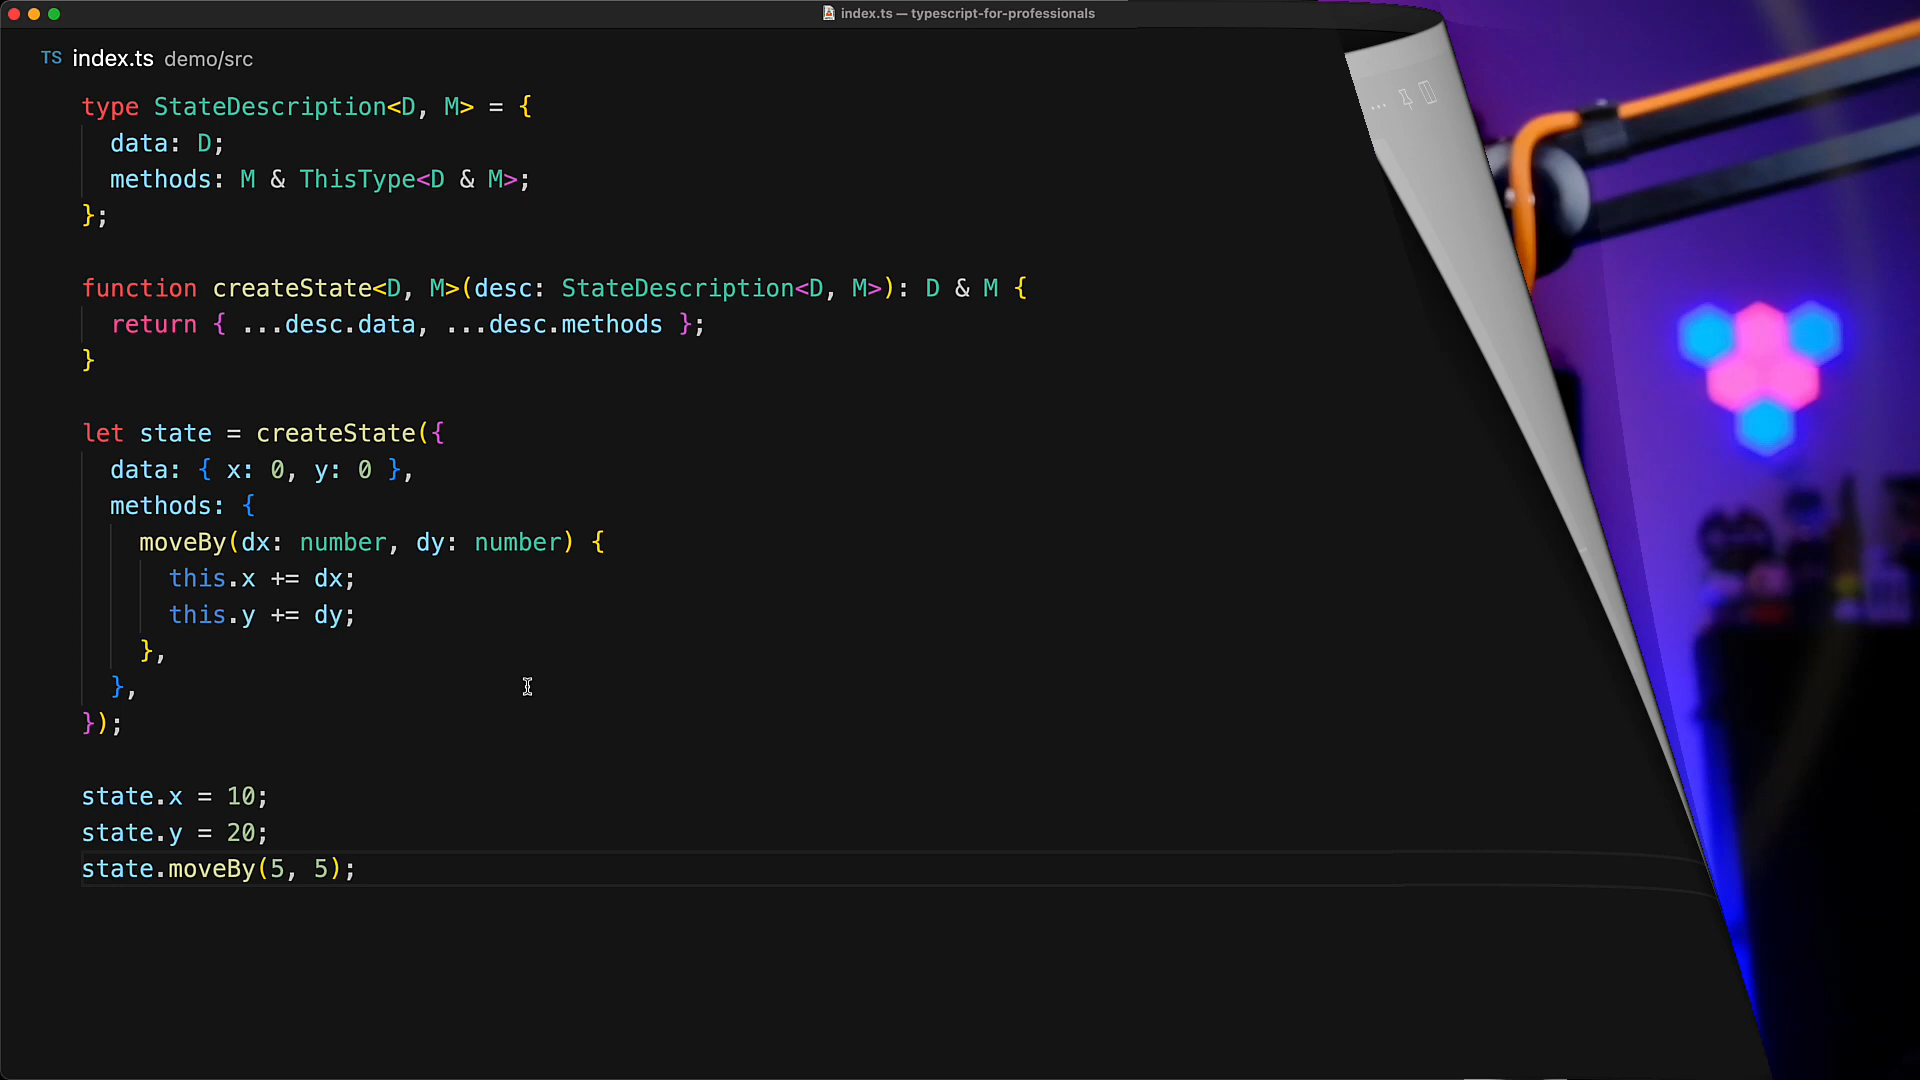 index.ts — typescript-for-professionals
TS index.ts demo/src
type StateDescription<D, M> = {
  data: D;
  methods: M & ThisType<D & M>;
};

function createState<D, M>(desc: StateDescription<D, M>): D & M {
  return { ...desc.data, ...desc.methods };
}

let state = createState({
  data: { x: 0, y: 0 },
  methods: {
    moveBy(dx: number, dy: number) {
      this.x += dx;
      this.y += dy;
    },
  },
});

state.x = 10;
state.y = 20;
state.moveBy(5, 5);